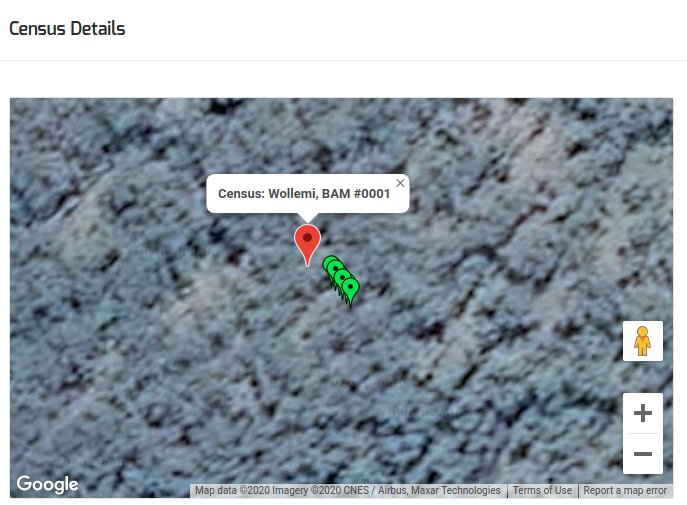 Census Details
Census: Wollemi, BAM #0001
Google
Map data ©2020 Imagery ©2020 CNES / Airbus, Maxar Technologies
Terms of Use
Report a map error